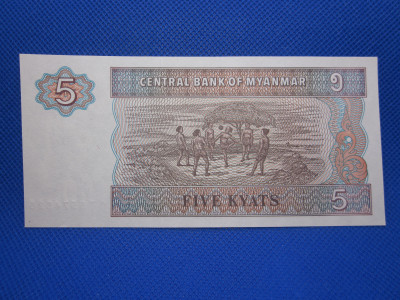 CENTRAL BANK OF MYANMAR ၅
5
FIVE KYATS 5